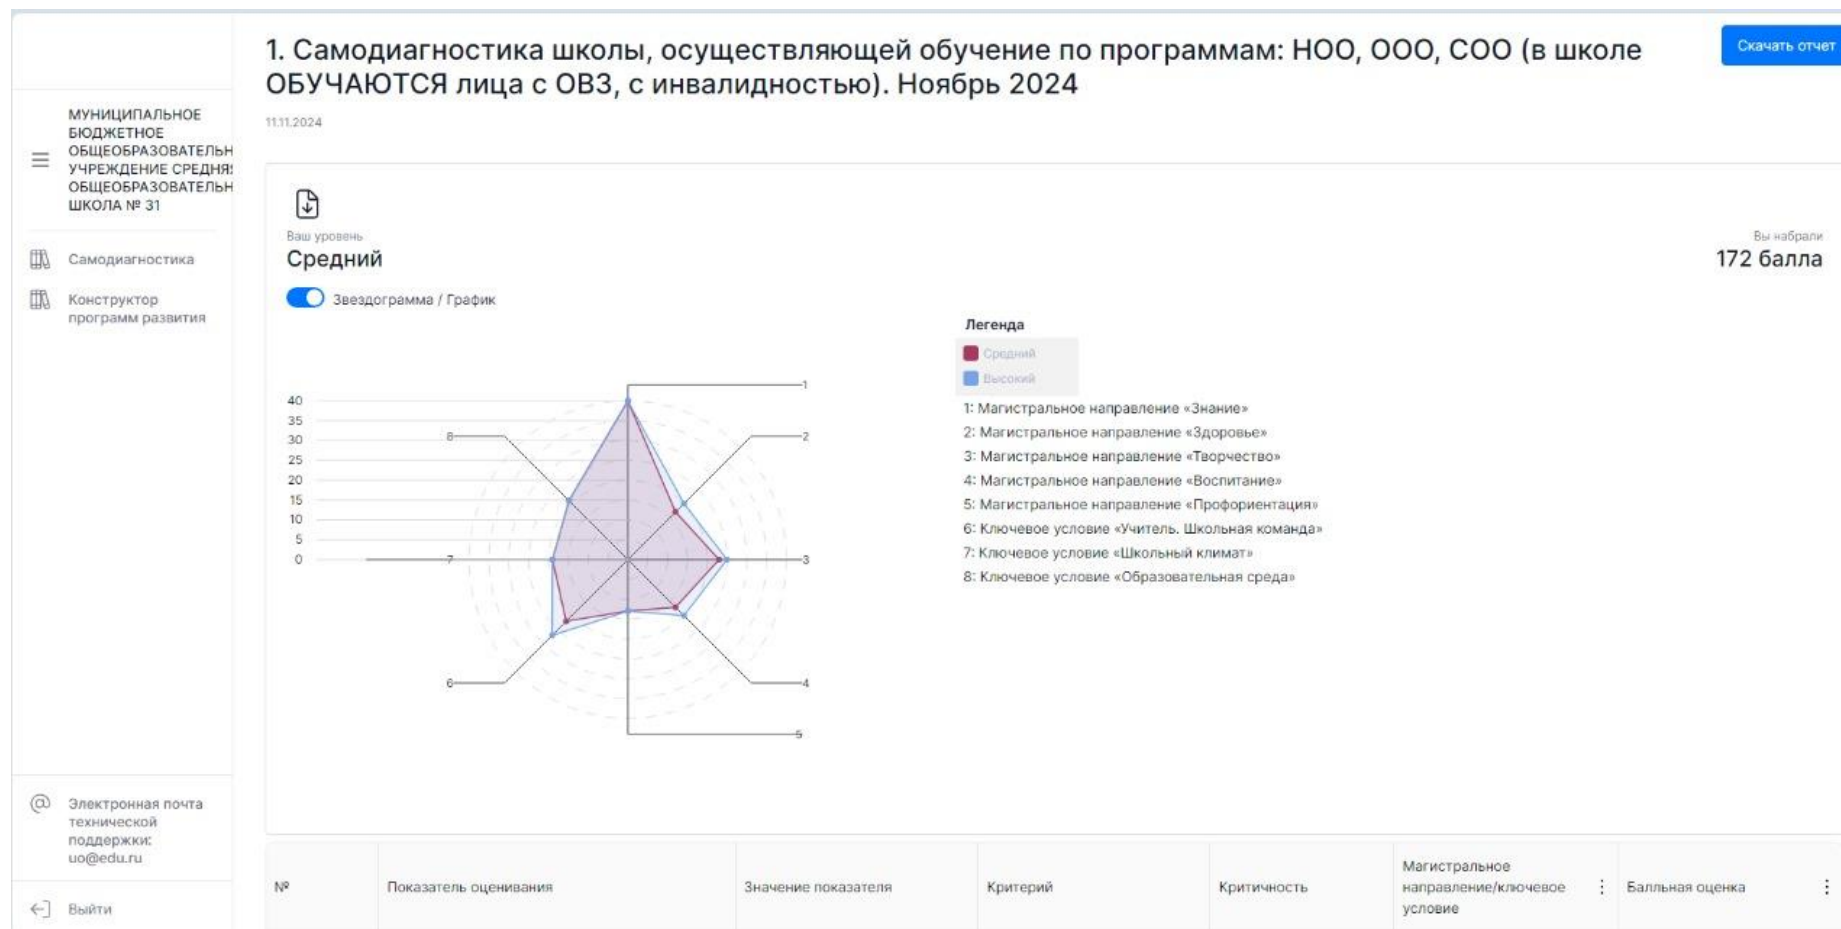 1. Самодиагностика школы, осуществляющей обучение по программам: НОО, ООО, СОО (в школе
ОБУЧАЮТСЯ лица с ОВЗ, с инвалидностью). Ноябрь 2024
Скачать отчет
11.11.2024
МУНИЦИПАЛЬНОЕ
БЮДЖЕТНОЕ
ОБЩЕОБРАЗОВАТЕЛЬН
УЧРЕЖДЕНИЕ СРЕДНЯЯ
ОБЩЕОБРАЗОВАТЕЛЬН
ШКОЛА № 31
Самодиагностика
Конструктор
программ развития
Ваш уровень
Средний
Вы набрали
172 балла
Звездограмма / График
Легенда
Средний
Высокий
1: Магистральное направление «Знание»
2: Магистральное направление «Здоровье»
3: Магистральное направление «Творчество»
4: Магистральное направление «Воспитание»
5: Магистральное направление «Профориентация»
6: Ключевое условие «Учитель. Школьная команда»
7: Ключевое условие «Школьный климат»
8: Ключевое условие «Образовательная среда»
40
35
30
25
20
15
10
5
0
1
2
3
4
5
6
7
8
Электронная почта
технической
поддержки:
uo@edu.ru
Выйти
№
Показатель оценивания
Значение показателя
Критерий
Критичность
Магистральное
направление/ключевое
условие
Балльная оценка